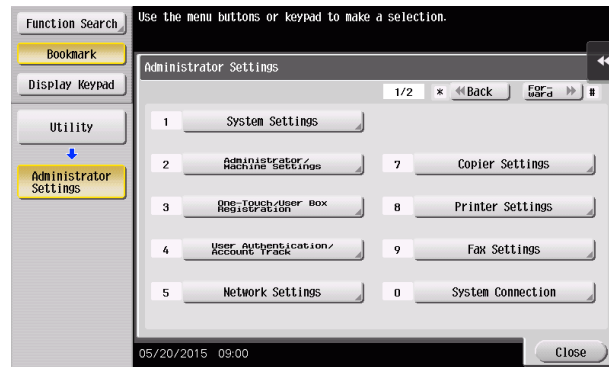 Function Search
Bookmark
Display Keypad
Utility
Administrator
Settings
Use the menu buttons or keypad to make a selection.
Administrator Settings
1/2 * Back For-
ward #
1 System Settings
2 Administrator/
Machine Settings
7 Copier Settings
3 One-Touch/User Box
Registration
8 Printer Settings
4 User Authentication/
Account Track
9 Fax Settings
5 Network Settings
0 System Connection
05/20/2015 09:00
Close